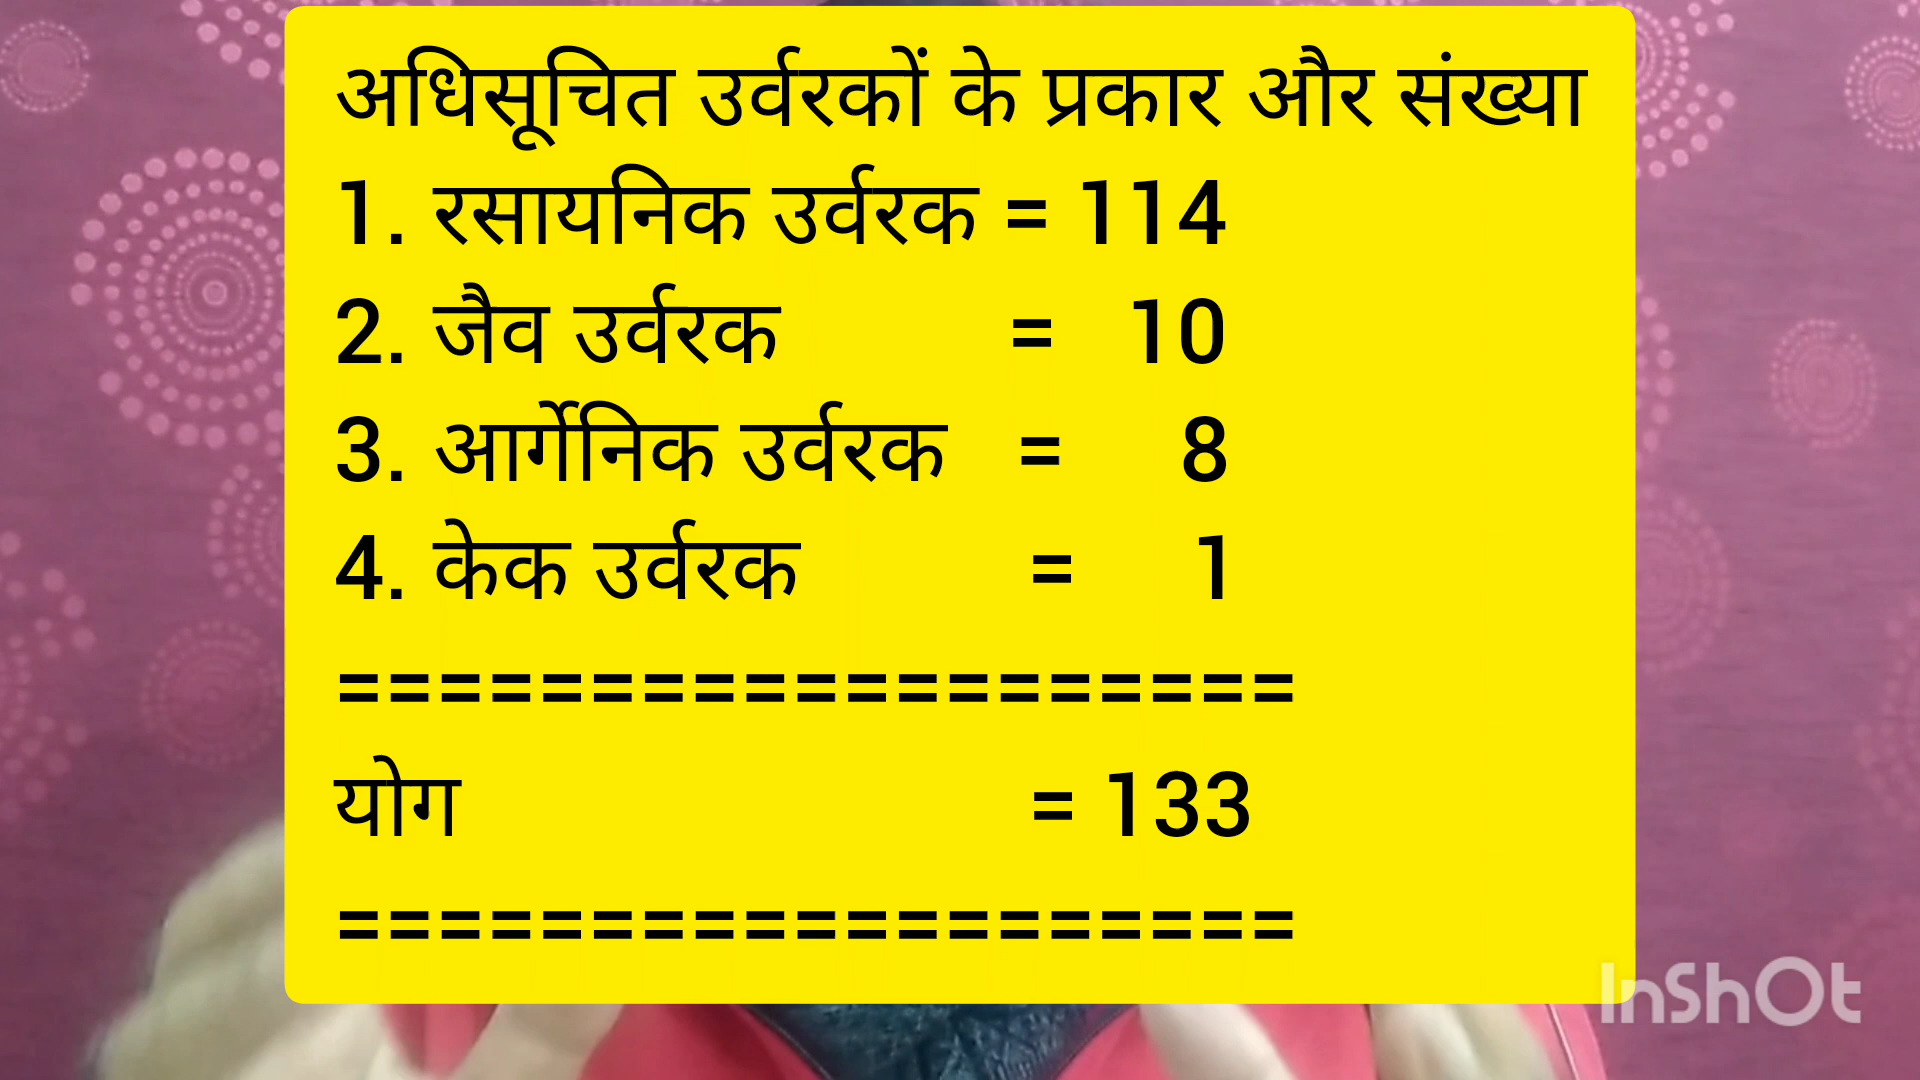 अधिसूचित उर्वरकों के प्रकार और संख्या
1. रसायनिक उर्वरक = 114
2. जैव उर्वरक = 10
3. आर्गेनिक उर्वरक = 8
4. केक उर्वरक = 1
===================
योग = 133
===================
InShOt